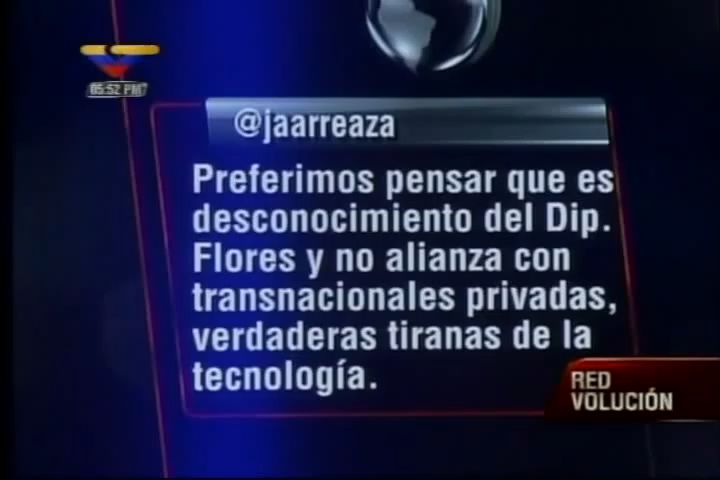 05:52 PM
@jaarreaza
Preferimos pensar que es
desconocimiento del Dip.
Flores y no alianza con
transnacionales privadas,
verdaderas tiranas de la
tecnología.
RED
VOLUCIÓN